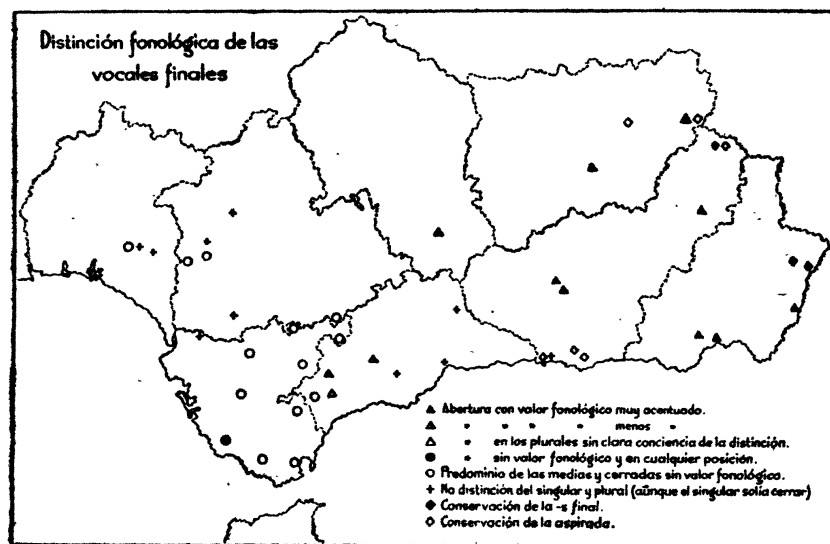 Distinción fonológica de las
vocales finales
▲ Abertura con valor fonológico muy acentuado.
▲ " " " " menos "
△ " en los plurales sin clara conciencia de la distinción.
● " sin valor fonológico y en cualquier posición.
○ Predominio de las medias y cerradas sin valor fonológico.
+ No distinción del singular y plural (aúnque el singular solía cerrar)
◆ Conservación de la -s final.
◇ Conservación de la aspirada.